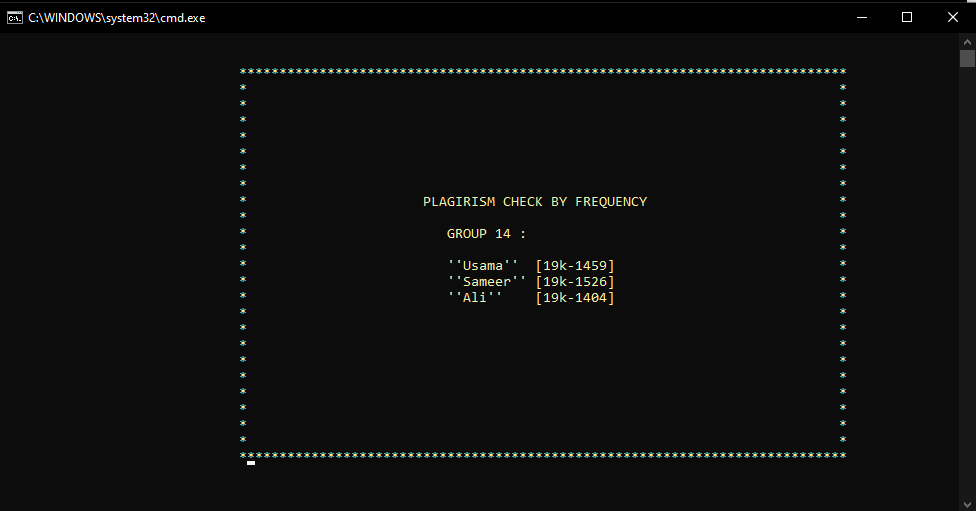 C:\WINDOWS\system32\cmd.exe
****************************************************************************
PLAGIRISM CHECK BY FREQUENCY
GROUP 14 :
''Usama'' [19k-1459]
''Sameer'' [19k-1526]
''Ali'' [19k-1404]
****************************************************************************